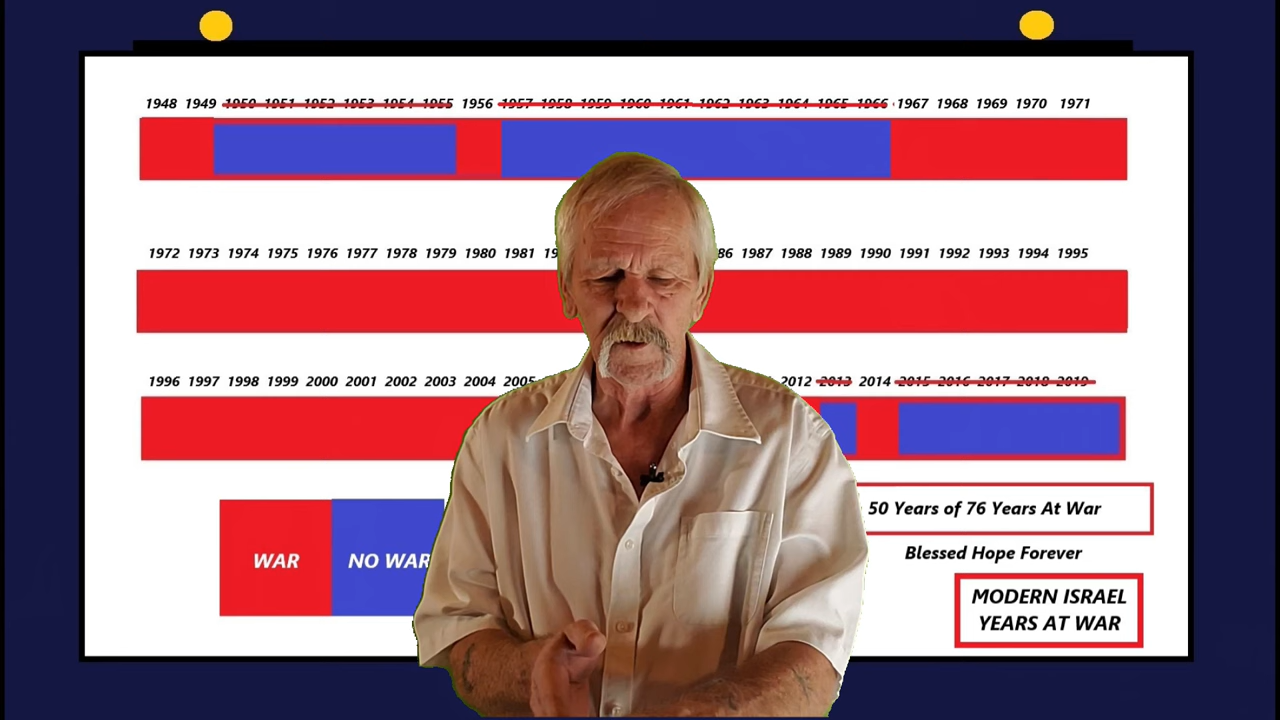 1948 1949 1950 1951 1952 1953 1954 1955 1956 1957 1958 1959 1960 1961 1962 1963 1964 1965 1966 1967 1968 1969 1970 1971
1972 1973 1974 1975 1976 1977 1978 1979 1980 1981 1987 1988 1989 1990 1991 1992 1993 1994 1995
1996 1997 1998 1999 2000 2001 2002 2003 2004 2005 2012 2013 2014 2015 2016 2017 2018 2019
50 Years of 76 Years At War
WAR NO WAR
Blessed Hope Forever
MODERN ISRAEL
YEARS AT WAR